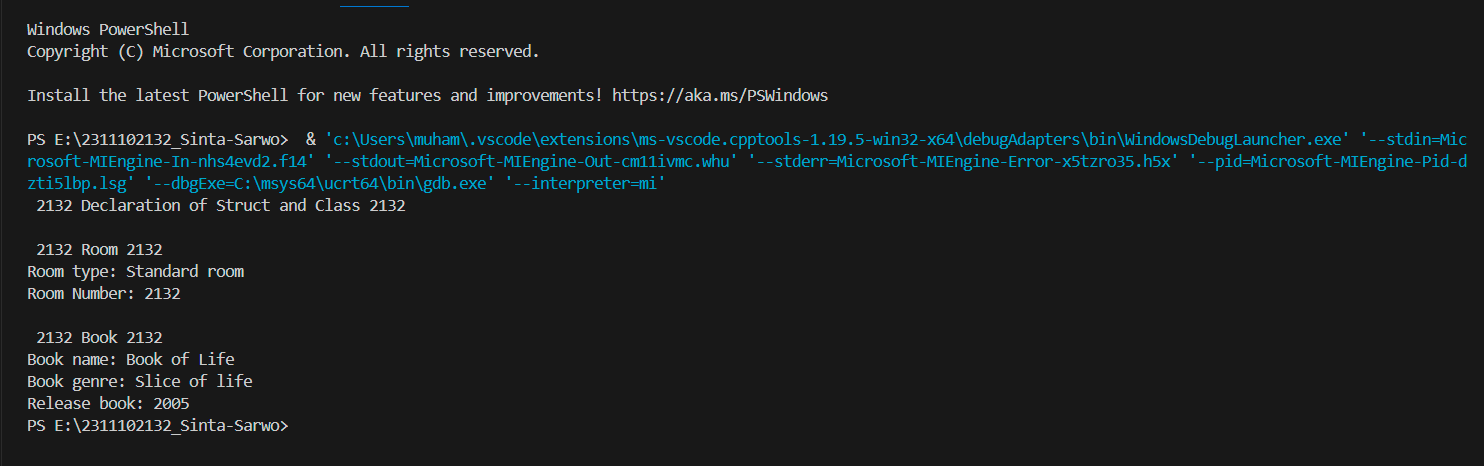 Windows PowerShell
Copyright (C) Microsoft Corporation. All rights reserved.
Install the latest PowerShell for new features and improvements! https://aka.ms/PSWindows
PS E:\2311102132_Sinta-Sarwo>  & 'c:\Users\muham\.vscode\extensions\ms-vscode.cpptools-1.19.5-win32-x64\debugAdapters\bin\WindowsDebugLauncher.exe' '--stdin=Mic
rosoft-MIEngine-In-nhs4evd2.f14' '--stdout=Microsoft-MIEngine-Out-cm11ivmc.whu' '--stderr=Microsoft-MIEngine-Error-x5tzro35.h5x' '--pid=Microsoft-MIEngine-Pid-d
zti5lbp.lsg' '--dbgExe=C:\msys64\ucrt64\bin\gdb.exe' '--interpreter=mi'
2132 Declaration of Struct and Class 2132
2132 Room 2132
Room type: Standard room
Room Number: 2132
2132 Book 2132
Book name: Book of Life
Book genre: Slice of life
Release book: 2005
PS E:\2311102132_Sinta-Sarwo>